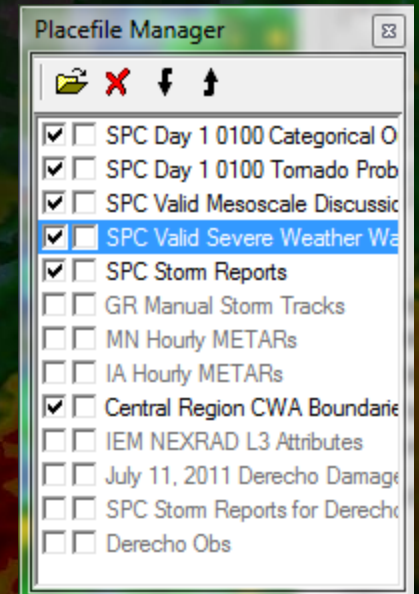 Placefile Manager
SPC Day 1 0100 Categorical O
SPC Day 1 0100 Tornado Prob
SPC Valid Mesoscale Discussio
SPC Valid Severe Weather Wa
SPC Storm Reports
GR Manual Storm Tracks
MN Hourly METARs
IA Hourly METARs
Central Region CWA Boundarie
IEM NEXRAD L3 Attributes
July 11, 2011 Derecho Damage
SPC Storm Reports for Derecho
Derecho Obs